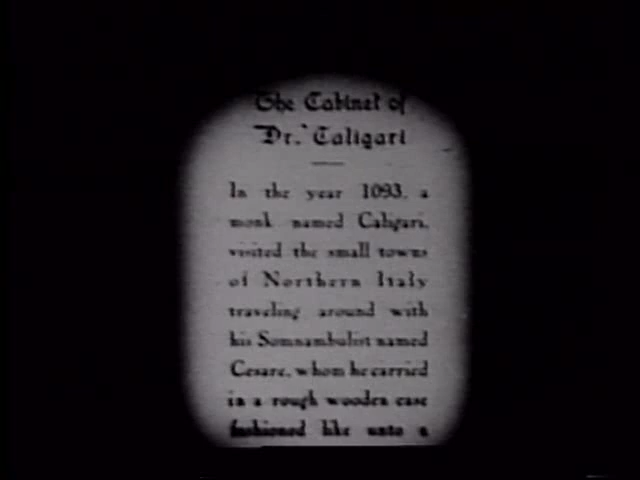 The Cabinet of
Dr. Caligari
In the year 1093, a
monk named Caligari,
visited the small towns
of Northern Italy
traveling around with
his Somnambulist named
Cesare, whom he carried
in a rough wooden case
fashioned like unto a